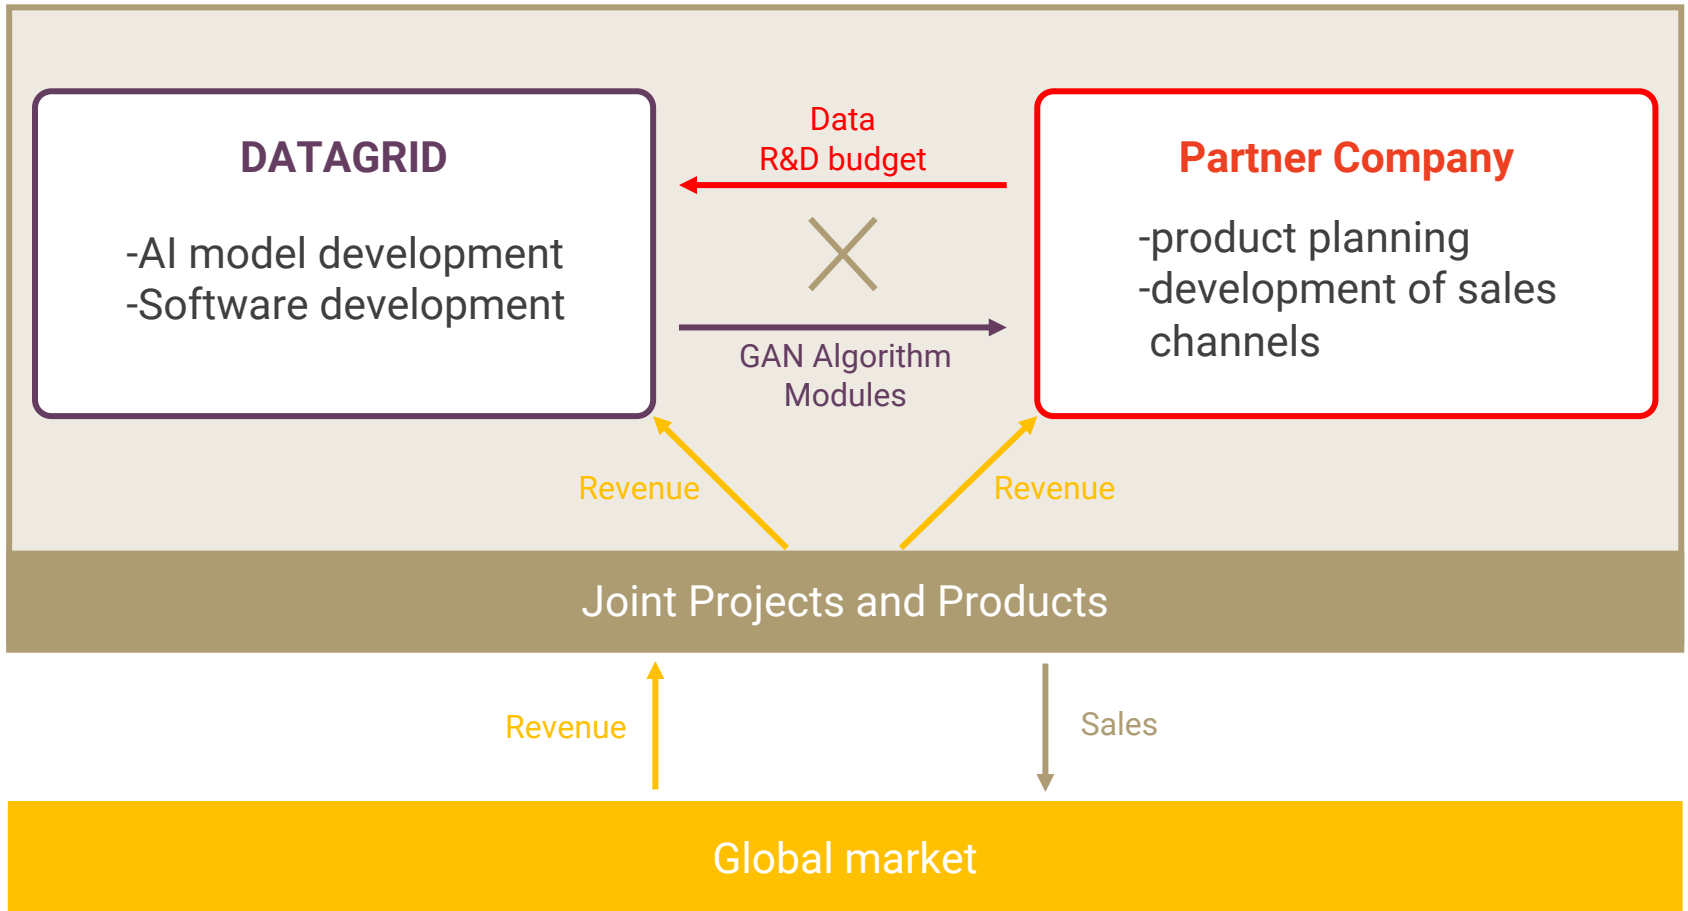 DATAGRID
-AI model development
-Software development
Data
R&D budget
GAN Algorithm
Modules
Partner Company
-product planning
-development of sales
channels
Revenue
Revenue
Joint Projects and Products
Revenue
Sales
Global market